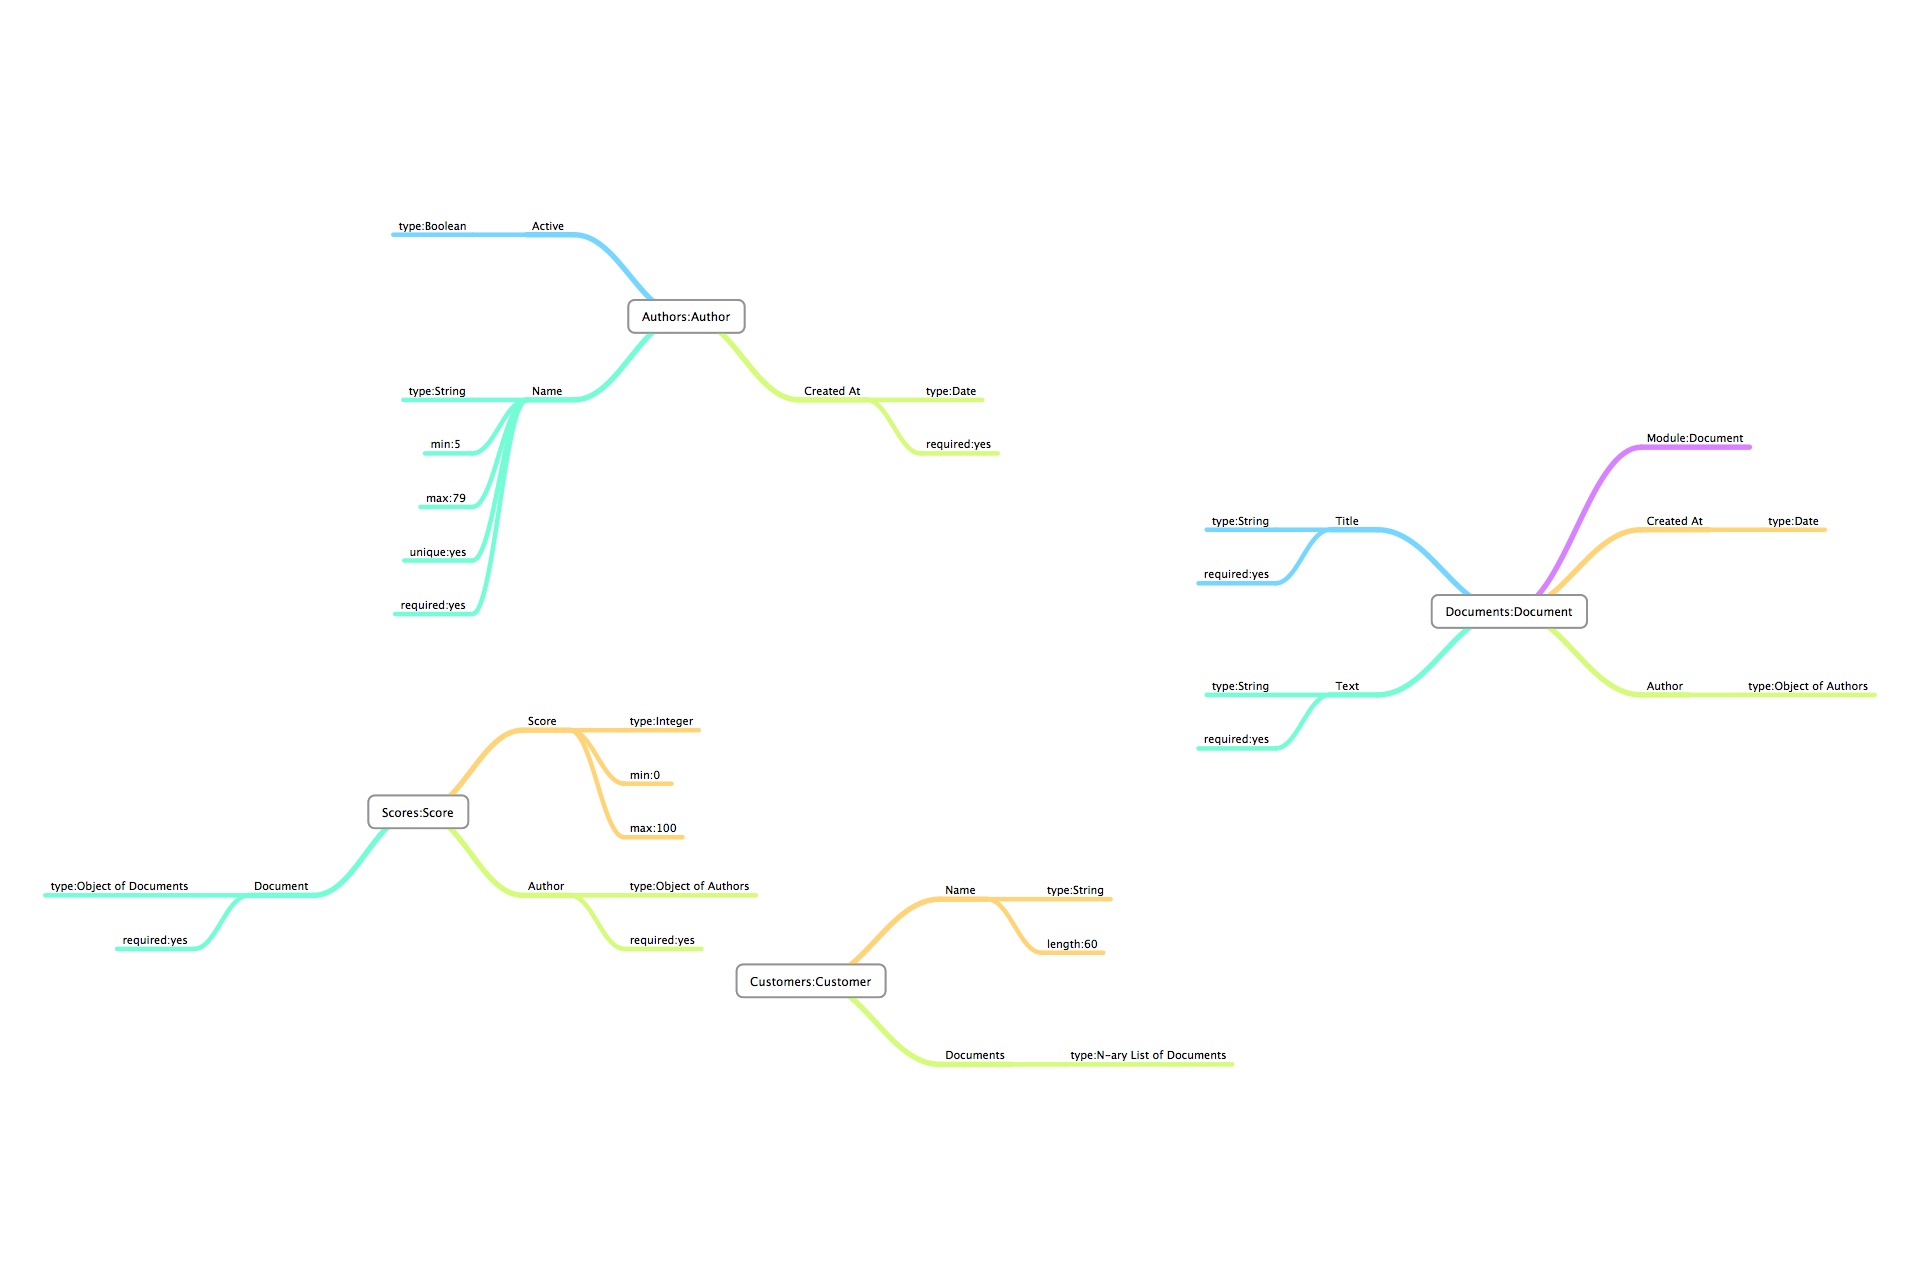 type:Boolean
Active
Authors:Author
type:String
Name
min:5
max:79
unique:yes
required:yes
Created At
type:Date
required:yes
Module:Document
type:String
Title
required:yes
Created At
type:Date
Documents:Document
type:String
Text
required:yes
Author
type:Object of Authors
Score
type:Integer
min:0
max:100
Scores:Score
type:Object of Documents
Document
required:yes
Author
type:Object of Authors
required:yes
Name
type:String
length:60
Customers:Customer
Documents
type:N-ary List of Documents